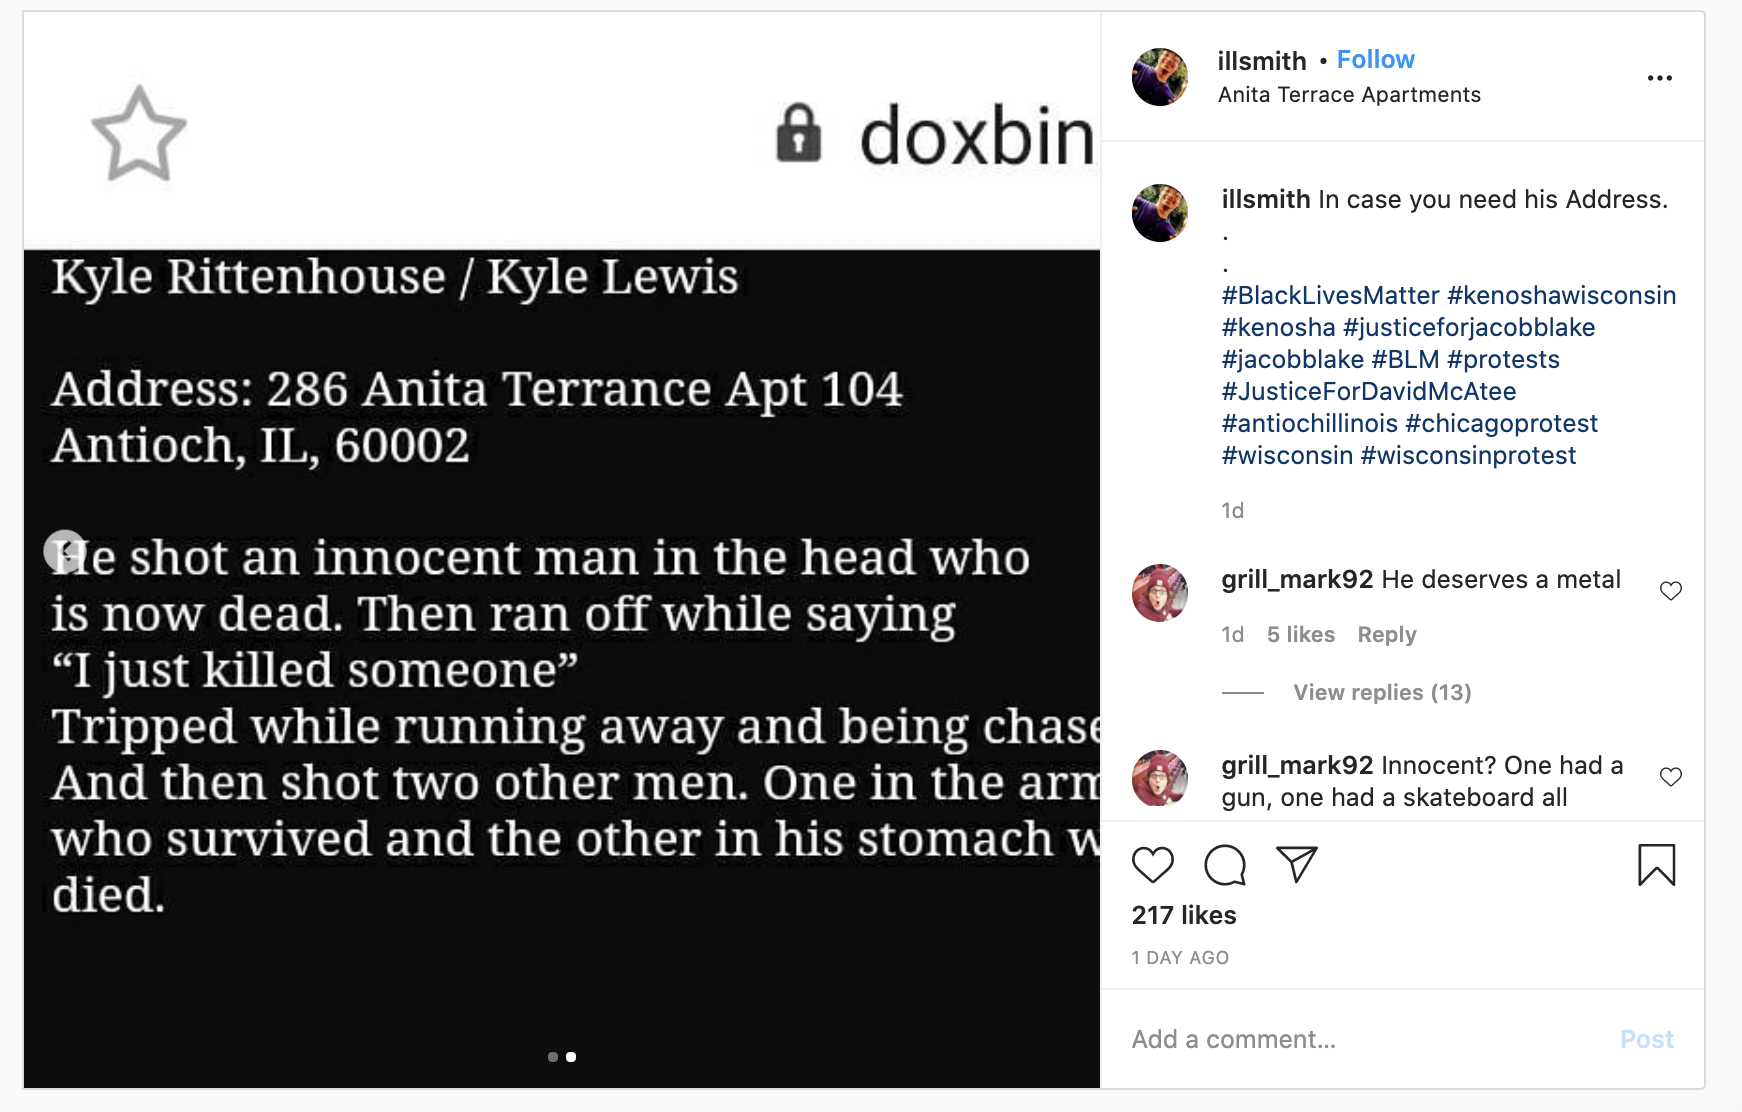 doxbin
Kyle Rittenhouse / Kyle Lewis
Address: 286 Anita Terrance Apt 104
Antioch, IL, 60002
He shot an innocent man in the head who
is now dead. Then ran off while saying
“I just killed someone”
Tripped while running away and being chase
And then shot two other men. One in the arm
who survived and the other in his stomach w
died.
illsmith • Follow
Anita Terrace Apartments
...
illsmith In case you need his Address.
.
.
#BlackLivesMatter #kenoshawisconsin
#kenosha #justiceforjacobblake
#jacobblake #BLM #protests
#JusticeForDavidMcAtee
#antiochillinois #chicagoprotest
#wisconsin #wisconsinprotest
1d
grill_mark92 He deserves a metal
1d 5 likes Reply
View replies (13)
grill_mark92 Innocent? One had a
gun, one had a skateboard all
217 likes
1 DAY AGO
Add a comment... Post